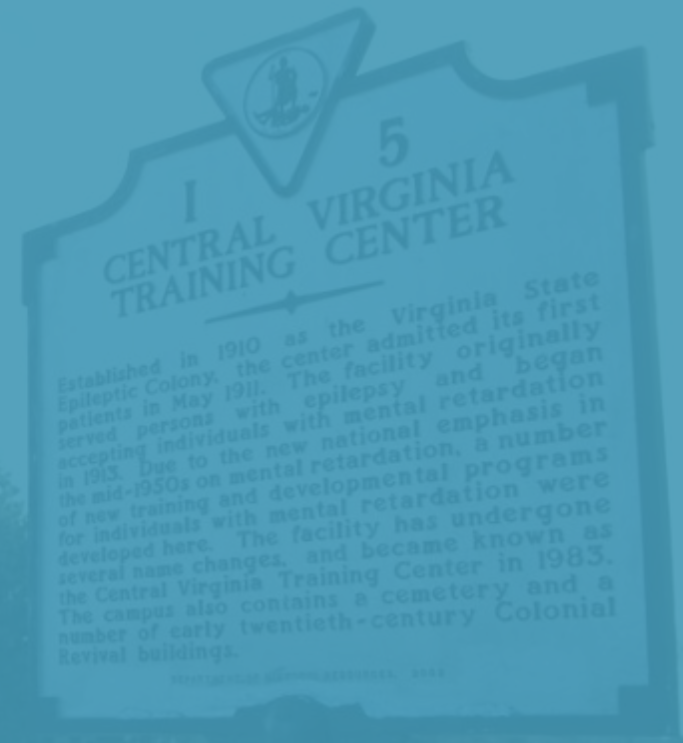 I 5
CENTRAL VIRGINIA
TRAINING CENTER
Established in 1910 as the Virginia State
Epileptic Colony, the center admitted its first
patients in May 1911. The facility originally
served persons with epilepsy and began
accepting individuals with mental retardation
in 1913. Due to the new national emphasis in
the mid-1950s on mental retardation, a number
of new training and developmental programs
for individuals with mental retardation were
developed here. The facility has undergone
several name changes, and became known as
the Central Virginia Training Center in 1983.
The campus also contains a cemetery and a
number of early twentieth-century Colonial
Revival buildings.